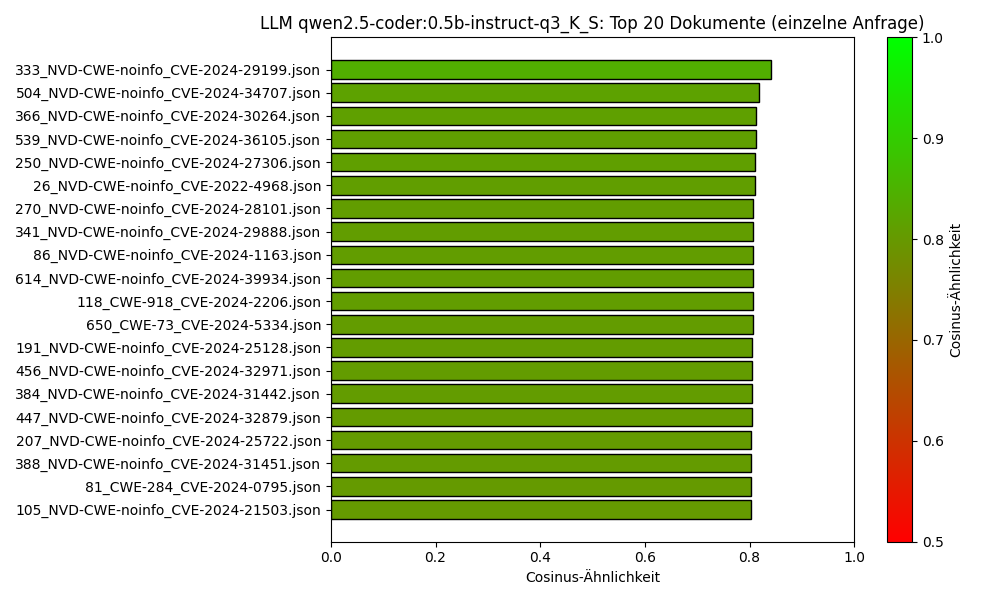 LLM qwen2.5-coder:0.5b-instruct-q3_K_S: Top 20 Dokumente (einzelne Anfrage)
333_NVD-CWE-noinfo_CVE-2024-29199.json
504_NVD-CWE-noinfo_CVE-2024-34707.json
366_NVD-CWE-noinfo_CVE-2024-30264.json
539_NVD-CWE-noinfo_CVE-2024-36105.json
250_NVD-CWE-noinfo_CVE-2024-27306.json
26_NVD-CWE-noinfo_CVE-2022-4968.json
270_NVD-CWE-noinfo_CVE-2024-28101.json
341_NVD-CWE-noinfo_CVE-2024-29888.json
86_NVD-CWE-noinfo_CVE-2024-1163.json
614_NVD-CWE-noinfo_CVE-2024-39934.json
118_CWE-918_CVE-2024-2206.json
650_CWE-73_CVE-2024-5334.json
191_NVD-CWE-noinfo_CVE-2024-25128.json
456_NVD-CWE-noinfo_CVE-2024-32971.json
384_NVD-CWE-noinfo_CVE-2024-31442.json
447_NVD-CWE-noinfo_CVE-2024-32879.json
207_NVD-CWE-noinfo_CVE-2024-25722.json
388_NVD-CWE-noinfo_CVE-2024-31451.json
81_CWE-284_CVE-2024-0795.json
105_NVD-CWE-noinfo_CVE-2024-21503.json
0.0 0.2 0.4 0.6 0.8 1.0
Cosinus-Ähnlichkeit
1.0
0.9
0.8
0.7
0.6
0.5
Cosinus-Ähnlichkeit